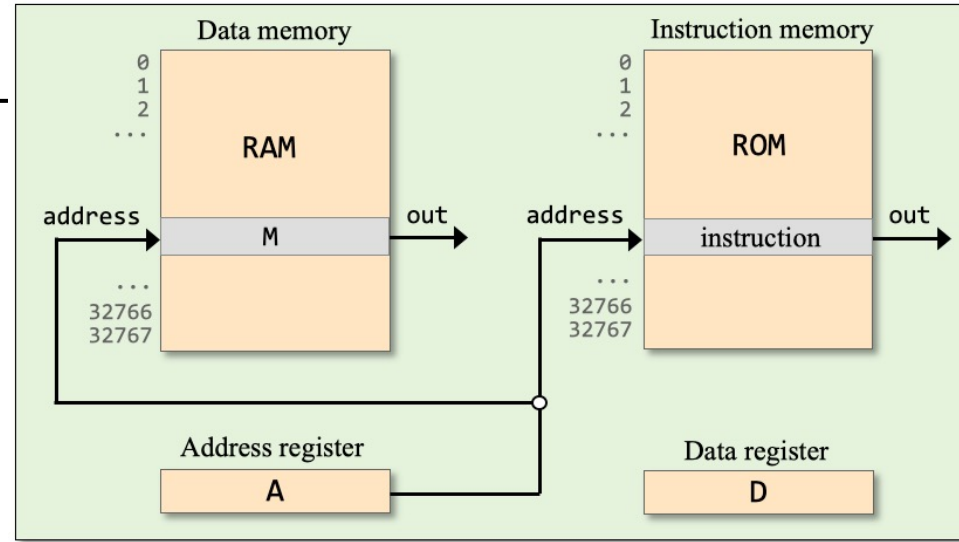 Data memory
0
1
2
...
RAM
address
M
out
...
32766
32767
Instruction memory
0
1
2
...
ROM
address
instruction
out
...
32766
32767
Address register
A
Data register
D